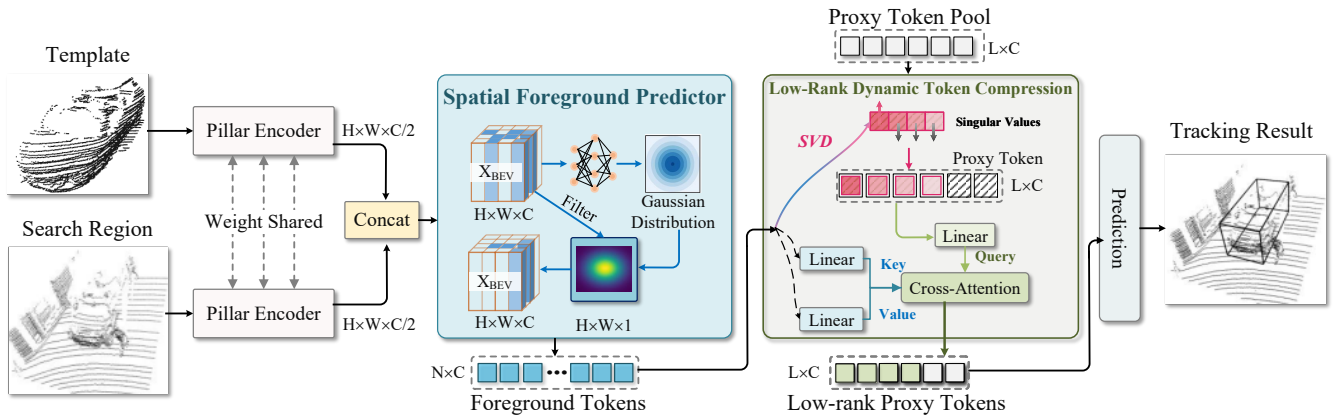 Template
Pillar Encoder
H×W×C/2
Search Region
Weight Shared
Pillar Encoder
H×W×C/2
Concat
Spatial Foreground Predictor
X_BEV
H×W×C
Gaussian
Distribution
Filter
X_BEV
H×W×C
H×W×1
N×C
Foreground Tokens
Proxy Token Pool
L×C
Low-Rank Dynamic Token Compression
SVD
Singular Values
Proxy Token
L×C
Linear
Query
Linear
Key
Cross-Attention
Linear
Value
L×C
Low-rank Proxy Tokens
Prediction
Tracking Result